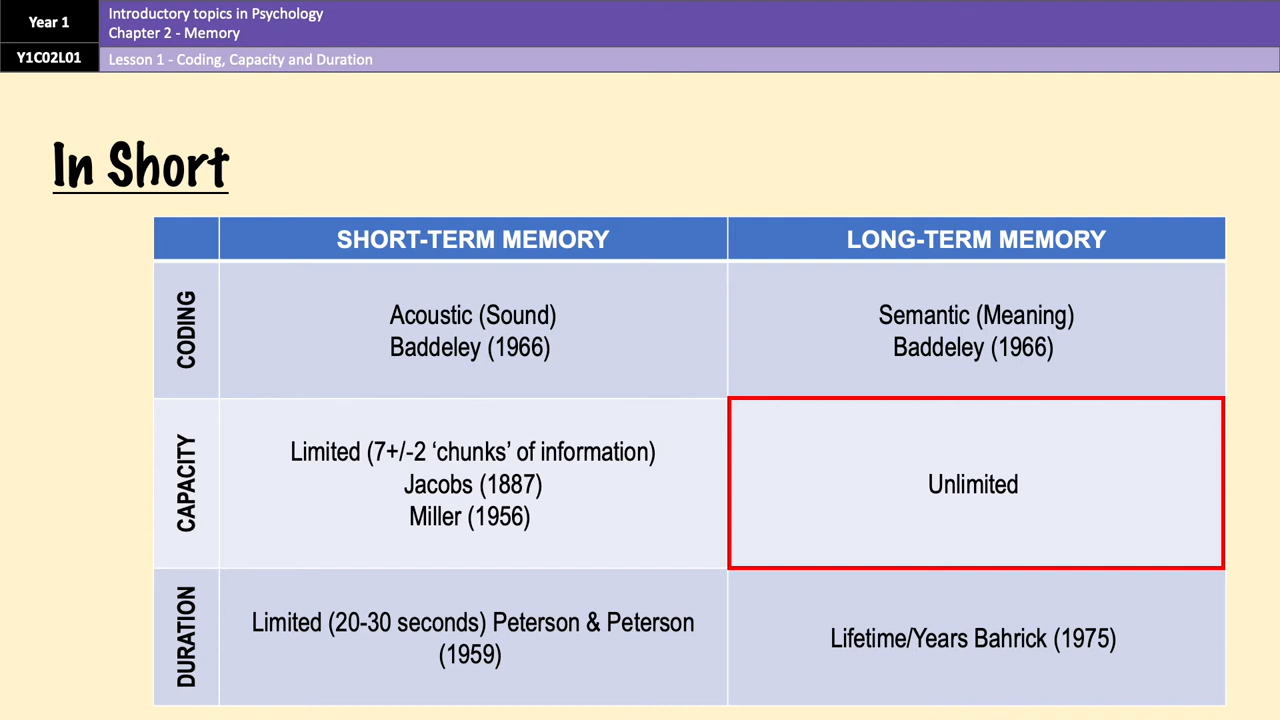 Year 1
Introductory topics in Psychology
Chapter 2 - Memory
Y1C02L01
Lesson 1 - Coding, Capacity and Duration
In Short
SHORT-TERM MEMORY
LONG-TERM MEMORY
CODING
Acoustic (Sound)
Baddeley (1966)
Semantic (Meaning)
Baddeley (1966)
CAPACITY
Limited (7+/-2 ‘chunks’ of information)
Jacobs (1887)
Miller (1956)
Unlimited
DURATION
Limited (20-30 seconds) Peterson & Peterson
(1959)
Lifetime/Years Bahrick (1975)